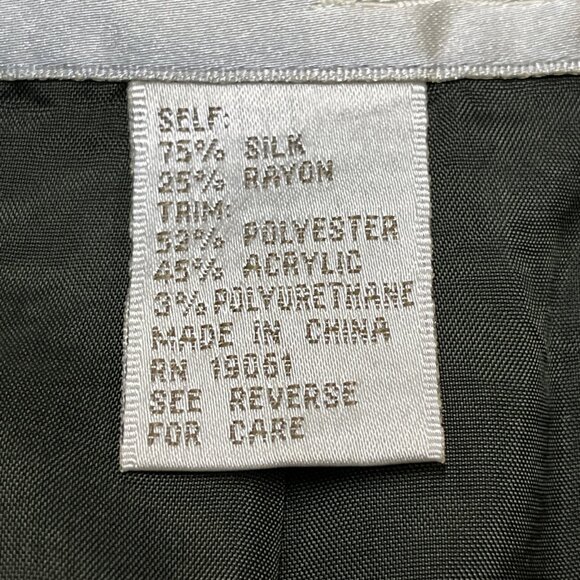 SELF:
75% SILK
25% RAYON
TRIM:
52% POLYESTER
45% ACRYLIC
3% POLYURETHANE
MADE IN CHINA
RN 19061
SEE REVERSE
FOR CARE